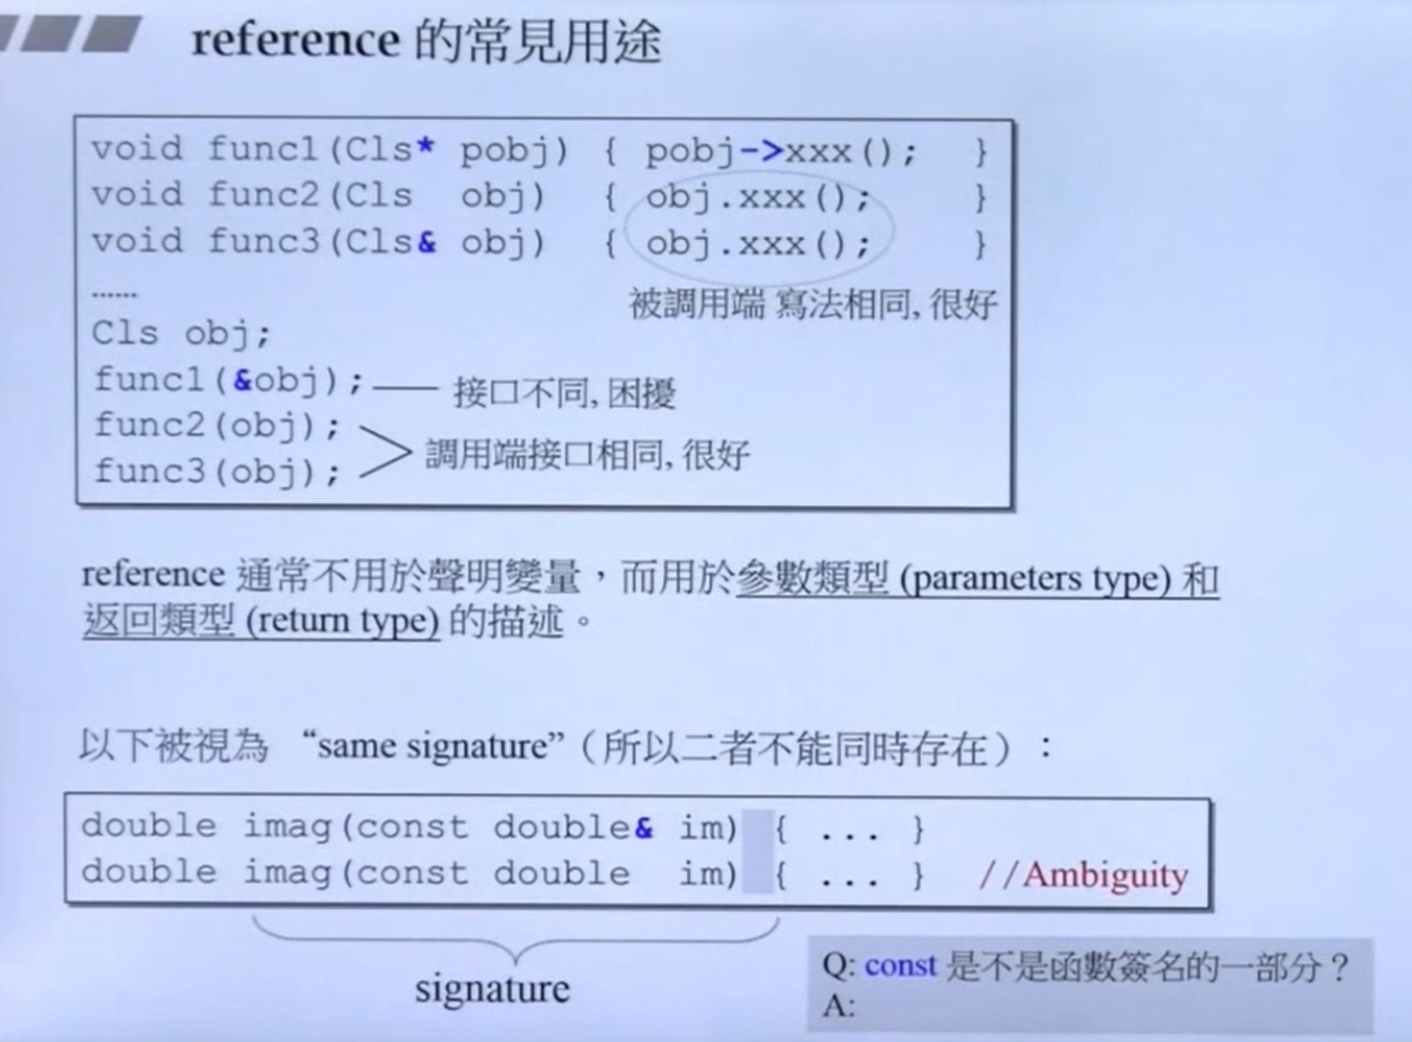 reference 的常見用途
void func1(Cls* pobj) { pobj->xxx(); }
void func2(Cls obj) { obj.xxx(); }
void func3(Cls& obj) { obj.xxx(); }
......
被調用端 寫法相同, 很好
Cls obj;
func1(&obj); 接口不同, 困擾
func2(obj);
調用端接口相同, 很好
func3(obj);
reference 通常不用於聲明變量，而用於參數類型 (parameters type) 和
返回類型 (return type) 的描述。
以下被視為 “same signature”（所以二者不能同時存在）：
double imag(const double& im) { ... }
double imag(const double im) { ... } //Ambiguity
signature
Q: const 是不是函數簽名的一部分？
A: